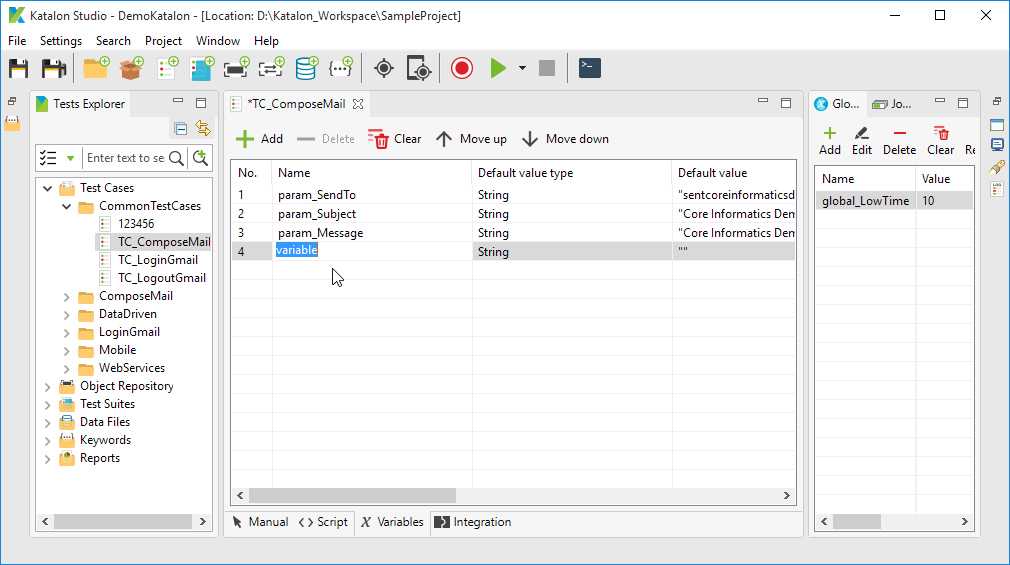 Katalon Studio - DemoKatalon - [Location: D:\Katalon_Workspace\SampleProject]
File Settings Search Project Window Help
Tests Explorer
Enter text to se
Test Cases
CommonTestCases
123456
TC_ComposeMail
TC_LoginGmail
TC_LogoutGmail
ComposeMail
DataDriven
LoginGmail
Mobile
WebServices
Object Repository
Test Suites
Data Files
Keywords
Reports
*TC_ComposeMail
Add Delete Clear Move up Move down
No. Name Default value type Default value
1 param_SendTo String "sentcoreinformaticsd
2 param_Subject String "Core Informatics Dem
3 param_Message String "Core Informatics Dem
4 variable String ""
Manual Script Variables Integration
Glo... Jo...
Add Edit Delete Clear Re
Name Value
global_LowTime 10